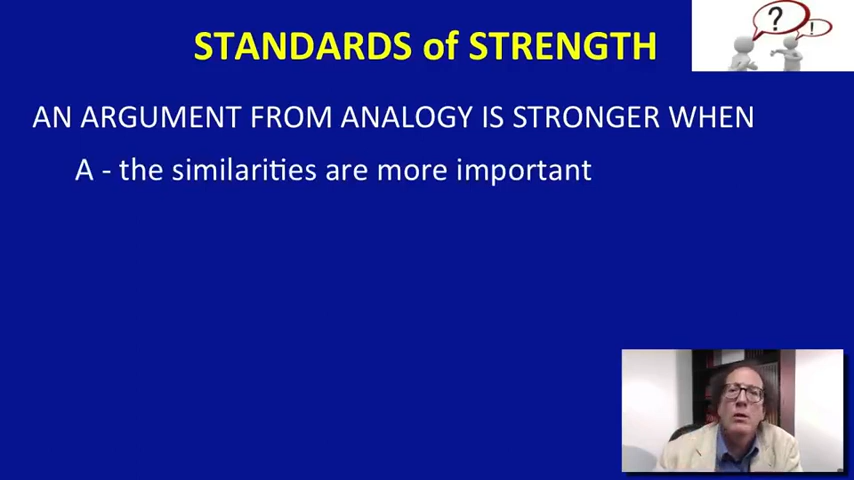 STANDARDS of STRENGTH
? !
AN ARGUMENT FROM ANALOGY IS STRONGER WHEN
A - the similarities are more important